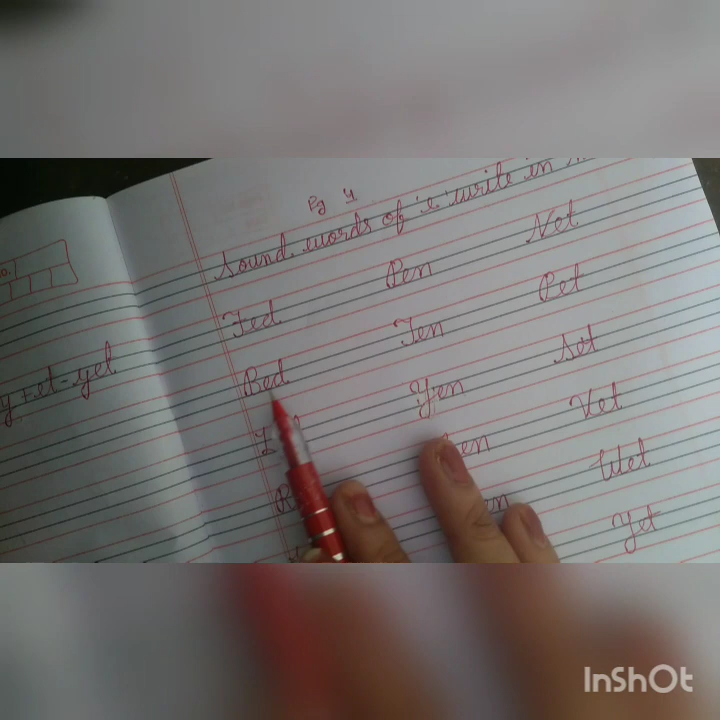 Pg 4
Sound words of 'e' write in
Fed Pen Net
Bed Ten Pet
Yen Set
Vet
Wet
Yet
y+et-yet
InShOt